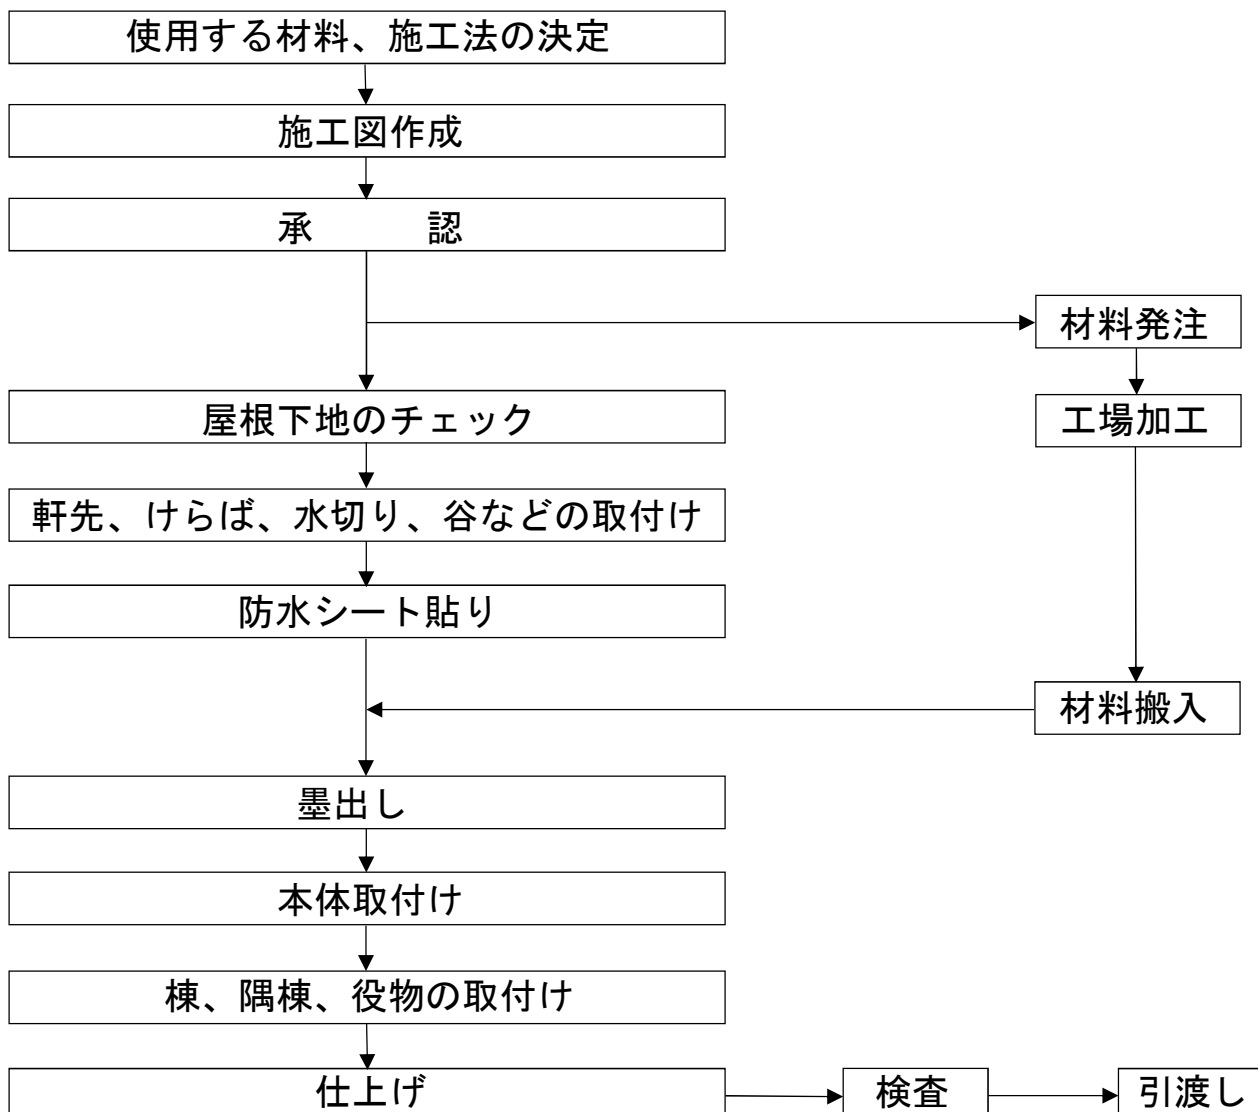 使用する材料、施工法の決定
施工図作成
承　　　認
材料発注
屋根下地のチェック
工場加工
軒先、けらば、水切り、谷などの取付け
防水シート貼り
材料搬入
墨出し
本体取付け
棟、隅棟、役物の取付け
仕上げ
検査
引渡し